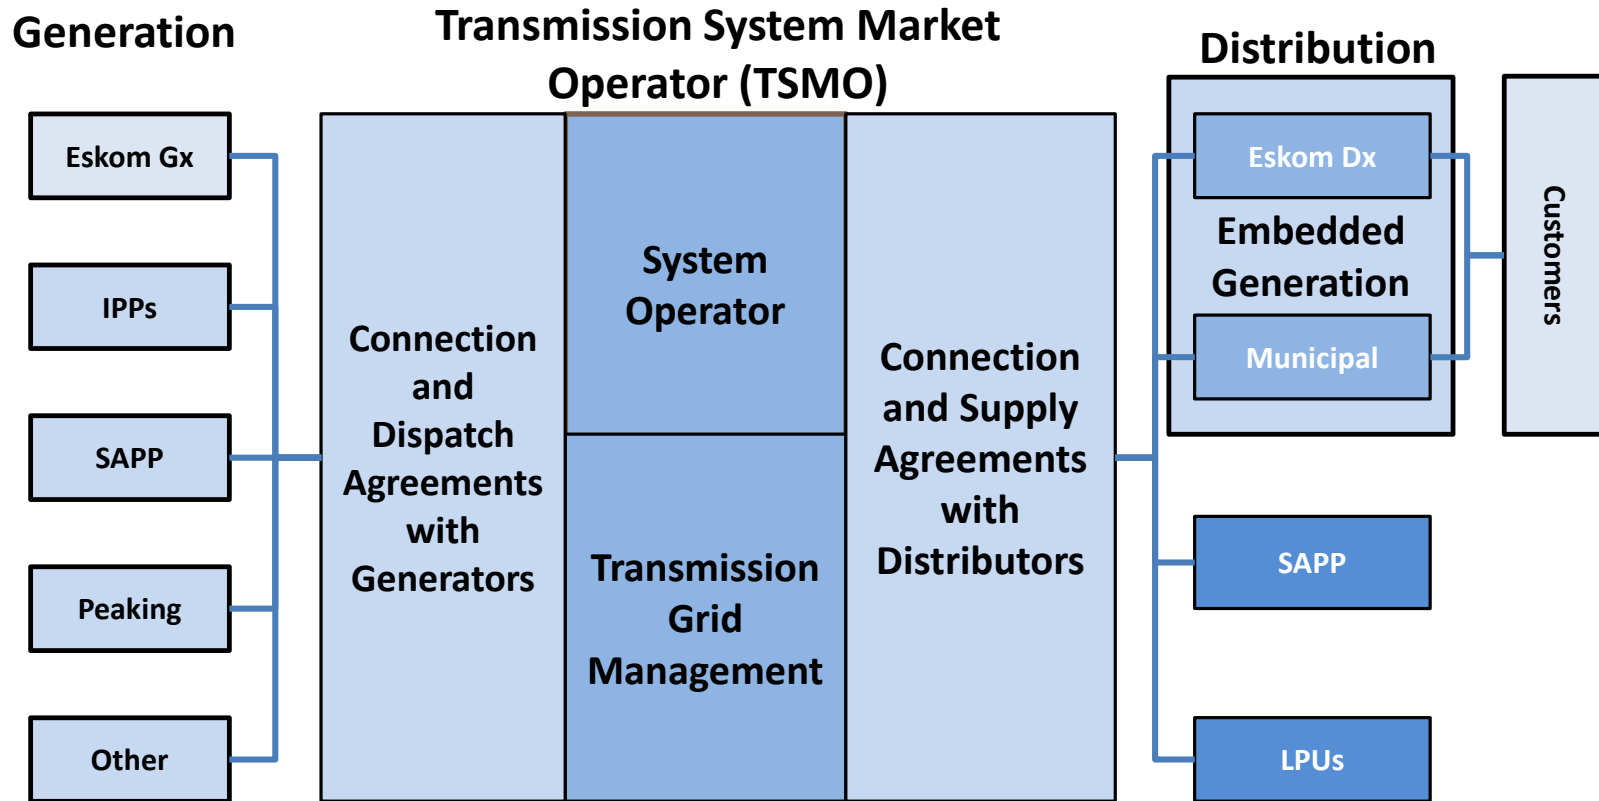 Generation
Transmission System Market
Operator (TSMO)
Distribution
Eskom Gx
IPPs
SAPP
Peaking
Other
Connection
and
Dispatch
Agreements
with
Generators
System
Operator
Transmission
Grid
Management
Connection
and Supply
Agreements
with
Distributors
Eskom Dx
Embedded
Generation
Municipal
SAPP
LPUs
Customers